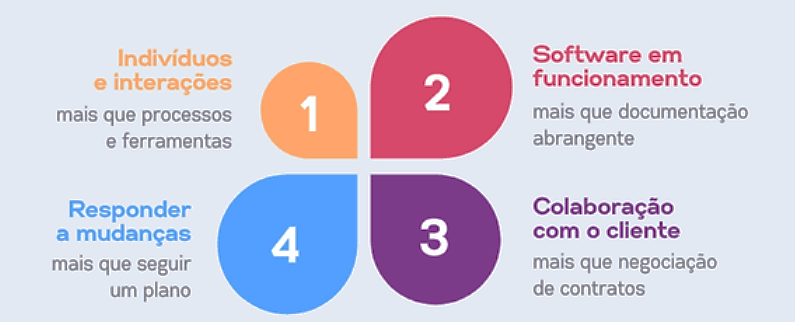 Indivíduos
e interações
mais que processos
e ferramentas
1
2
Software em
funcionamento
mais que documentação
abrangente
Responder
a mudanças
mais que seguir
um plano
4
3
Colaboração
com o cliente
mais que negociação
de contratos